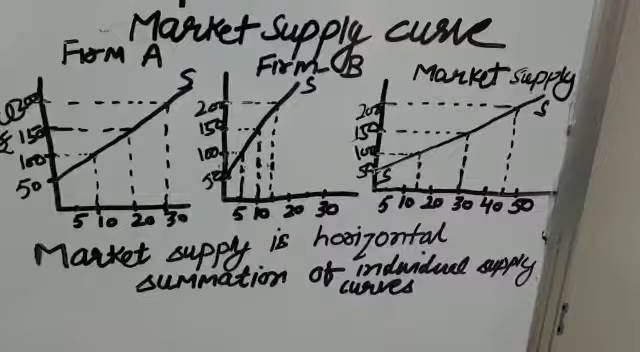 Market supply curve
Firm A
Firm B
Market supply
S
200
150
100
50
5 10 20 30
S
200
150
100
50
5 10 20 30
S
200
150
100
50
S
5 10 20 30 40 50
Market supply is horizontal
summation of individual supply
curves